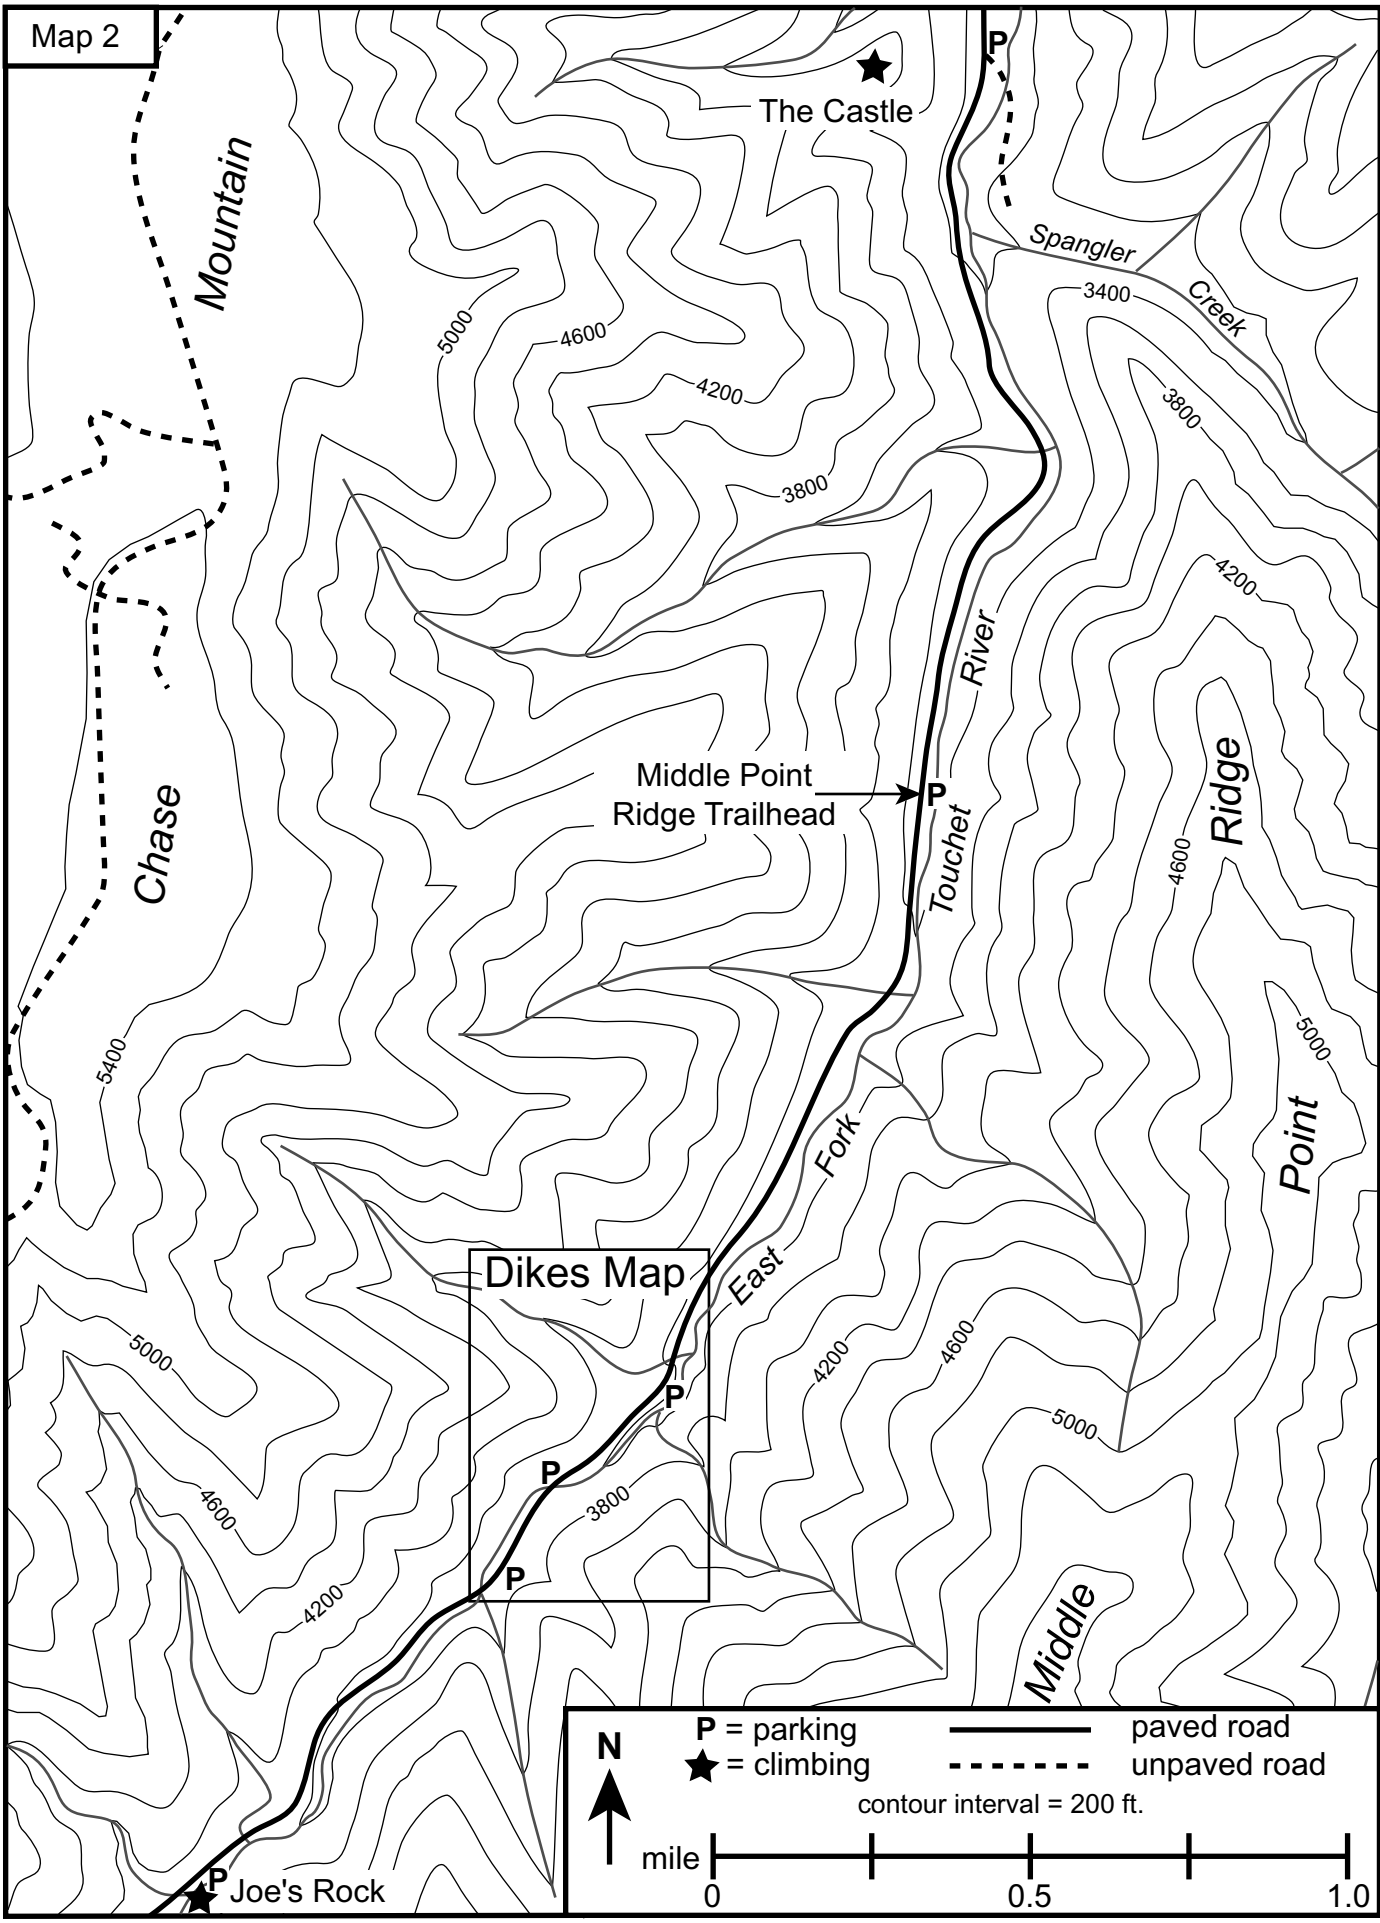 Map 2
P
The Castle
Mountain
Spangler
Creek
3400
5000
4600
4200
3800
3800
4200
River
Middle Point
Ridge Trailhead
P
Ridge
Chase
Touchet
4600
5000
5400
Point
Fork
Dikes Map
East
5000
4200
4600
P
5000
P
4600
3800
P
4200
Middle
P = parking
paved road
N
= climbing
unpaved road
contour interval = 200 ft.
mile
0
0.5
1.0
P
Joe's Rock